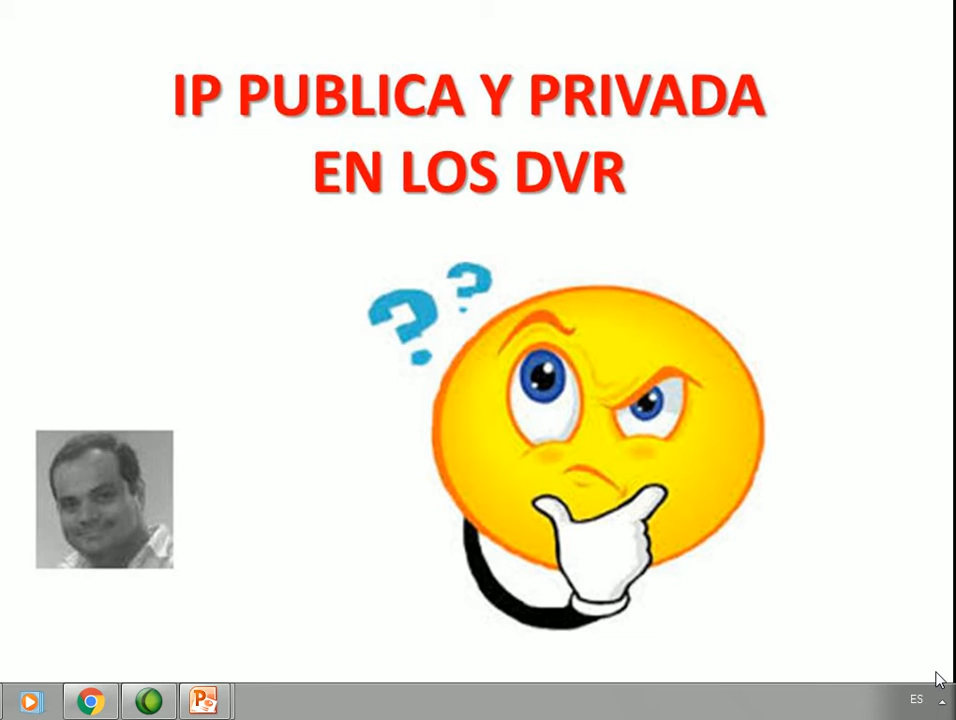 IP PUBLICA Y PRIVADA
EN LOS DVR
? ?
ES